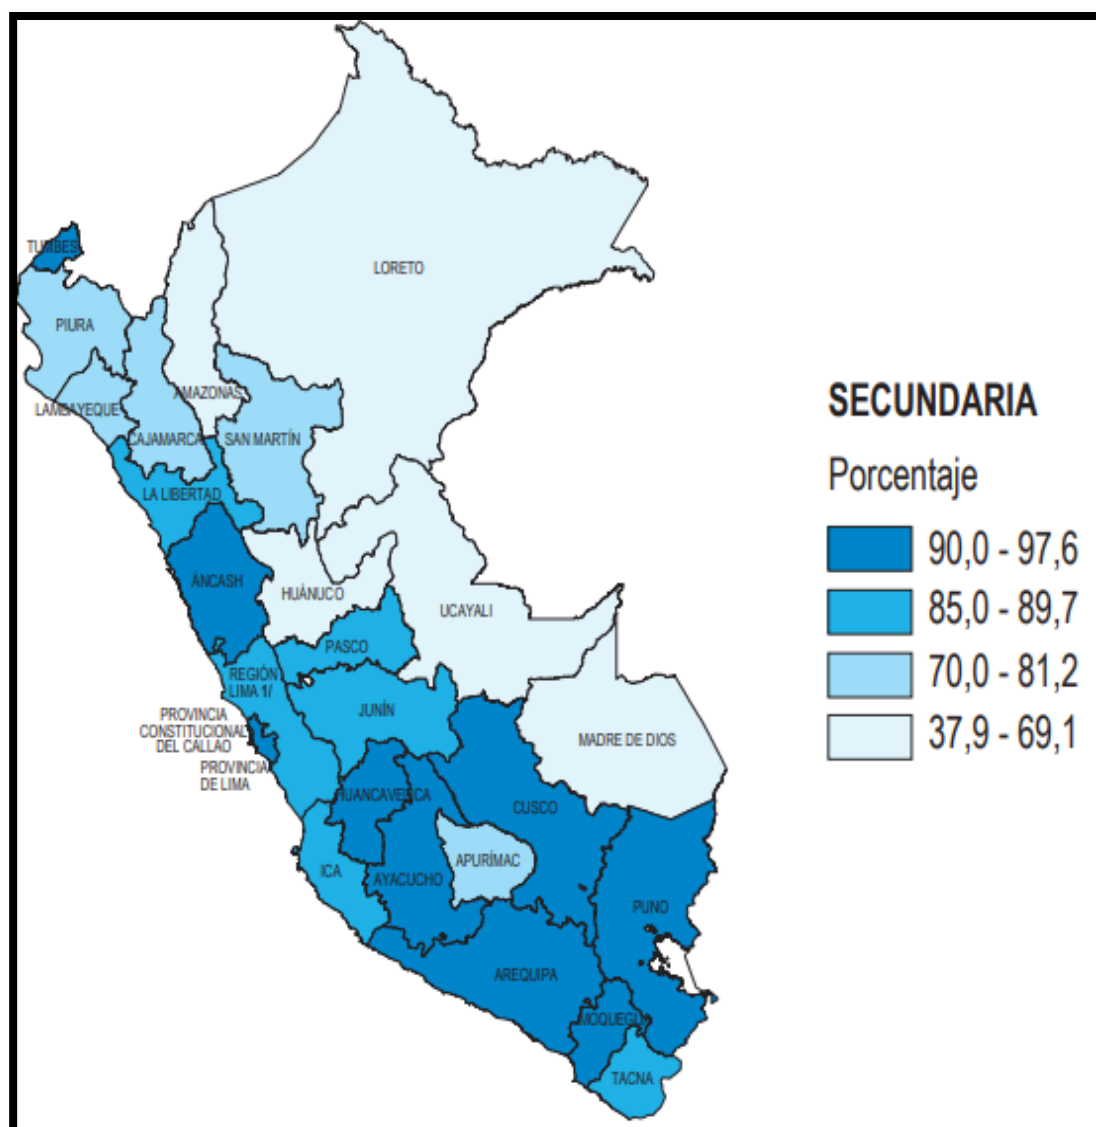 TUMBES
PIURA
LORETO
LAMBAYEQUE
AMAZONAS
CAJAMARCA
SAN MARTÍN
LA LIBERTAD
ÁNCASH
HUÁNUCO
UCAYALI
PASCO
REGIÓN
LIMA 1/
JUNÍN
PROVINCIA
CONSTITUCIONAL
DEL CALLAO
PROVINCIA
DE LIMA
MADRE DE DIOS
HUANCAVELICA
CUSCO
ICA
AYACUCHO
APURÍMAC
PUNO
AREQUIPA
MOQUEGUA
TACNA
SECUNDARIA
Porcentaje
90,0 - 97,6
85,0 - 89,7
70,0 - 81,2
37,9 - 69,1